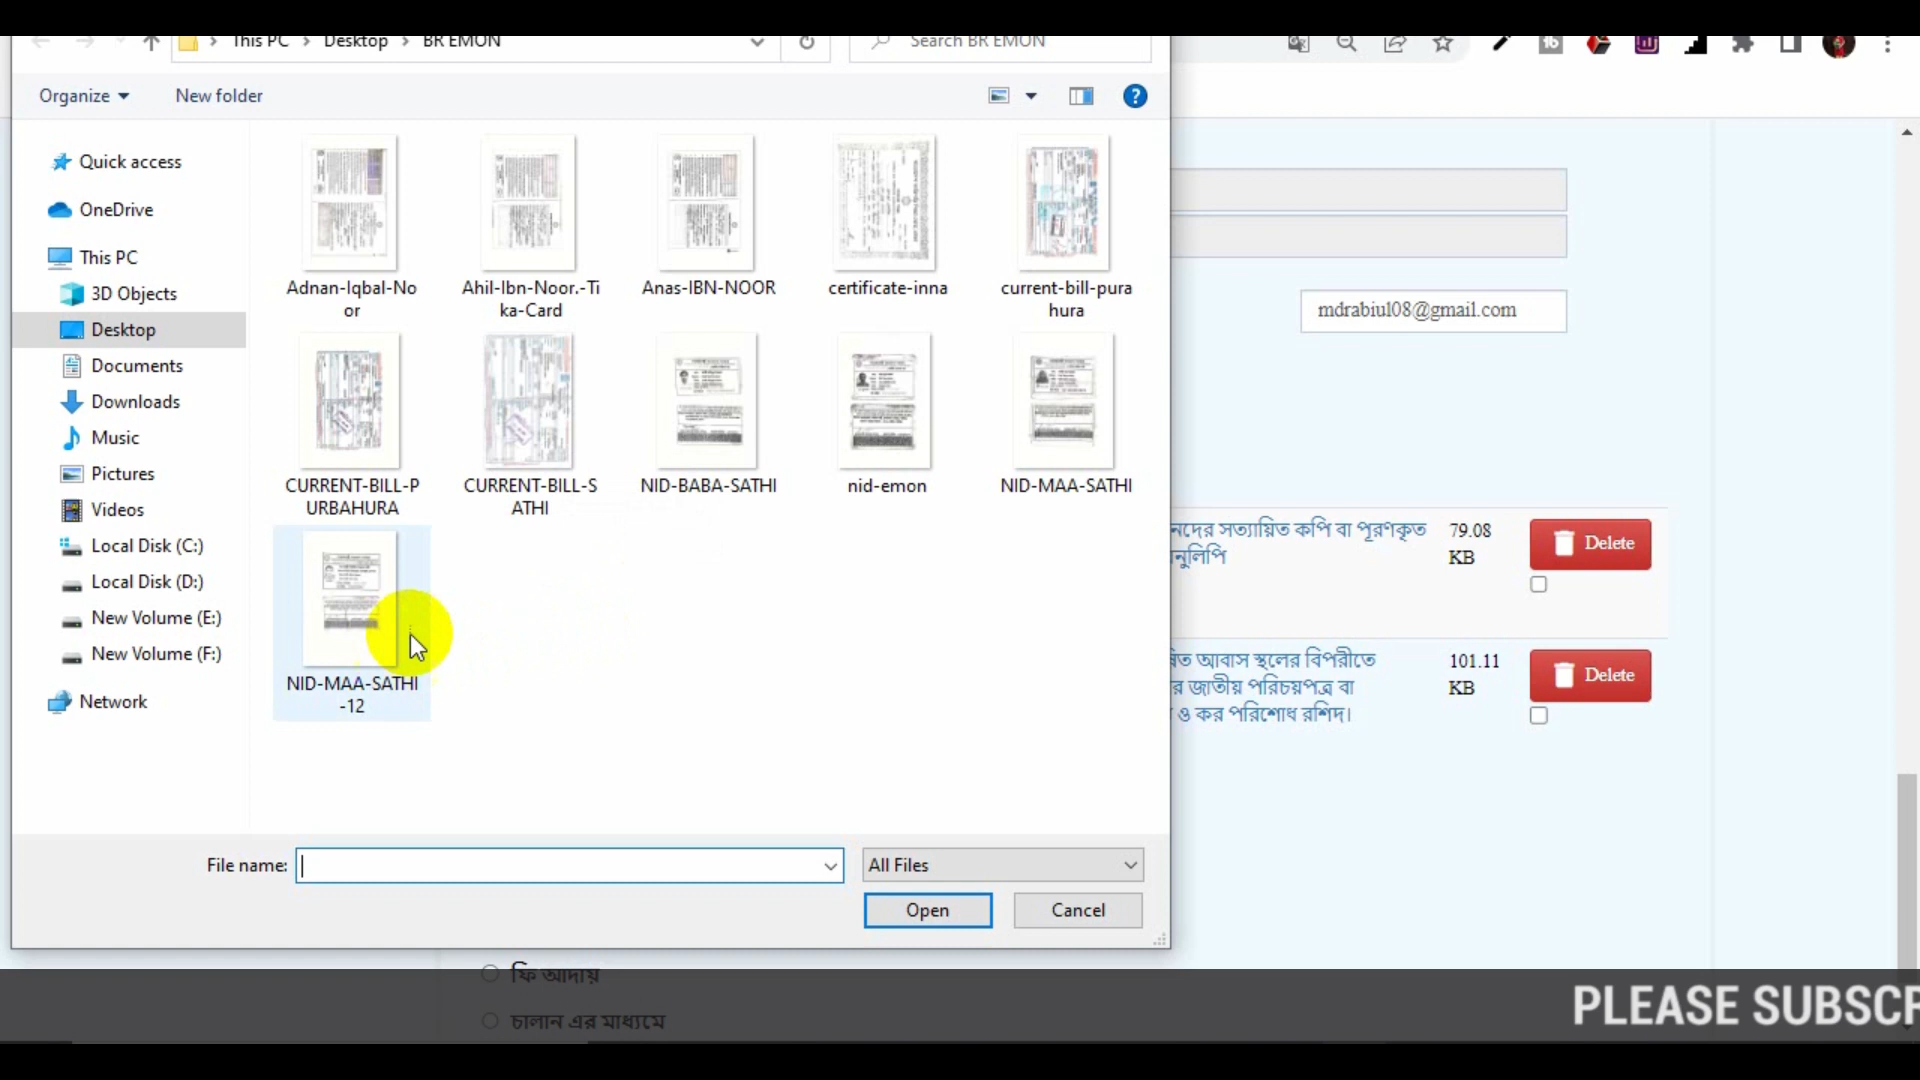 This PC > Desktop > BR EMON
Search BR EMON
Organize
New folder
Quick access
OneDrive
This PC
3D Objects
Desktop
Documents
Downloads
Music
Pictures
Videos
Local Disk (C:)
Local Disk (D:)
New Volume (E:)
New Volume (F:)
Network
Adnan-Iqbal-No
or
Ahil-Ibn-Noor.-Ti
ka-Card
Anas-IBN-NOOR
certificate-inna
current-bill-pura
hura
CURRENT-BILL-P
URBAHURA
CURRENT-BILL-S
ATHI
NID-BABA-SATHI
nid-emon
NID-MAA-SATHI
NID-MAA-SATHI
-12
File name:
All Files
Open
Cancel
mdrabiul08@gmail.com
নদের সত্যায়িত কপি বা পূরণকৃত
নুলিপি
79.08
KB
Delete
ত আবাস স্থলের বিপরীতে
র জাতীয় পরিচয়পত্র বা
ও কর পরিশোধ রশিদ।
101.11
KB
Delete
ফি আদায়
চালান এর মাধ্যমে
PLEASE SUBSCR